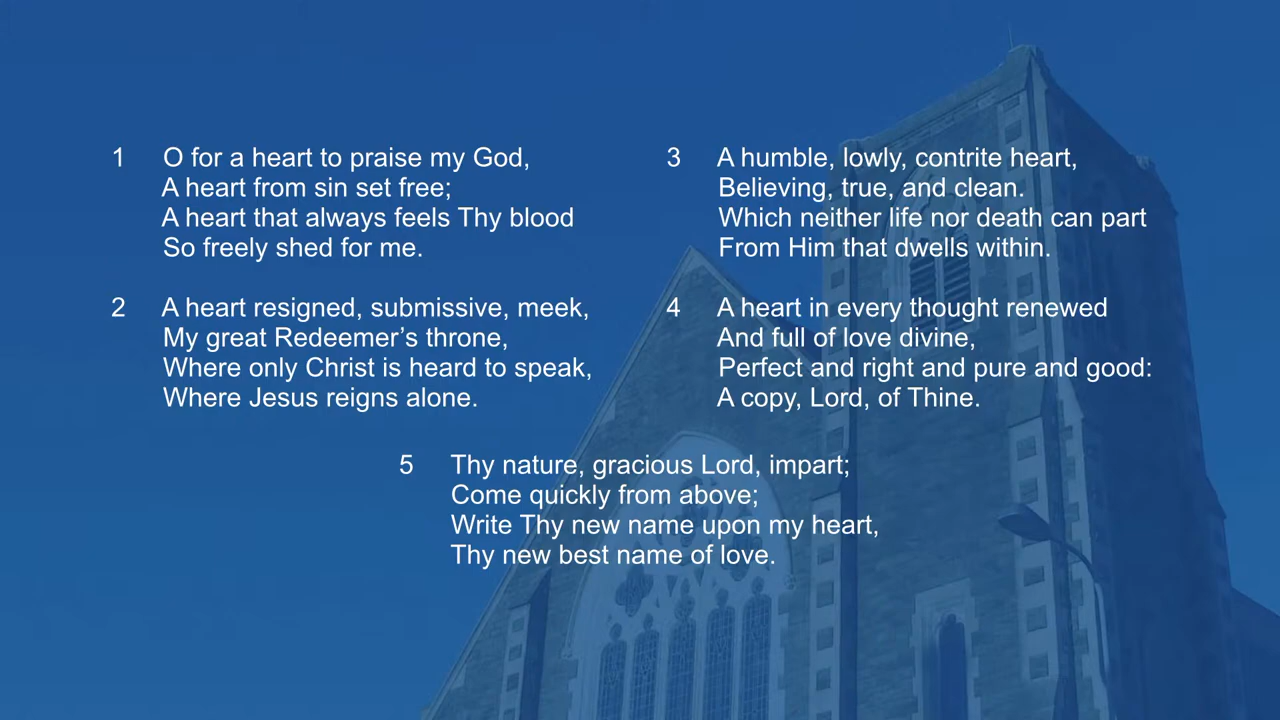 1 O for a heart to praise my God,
A heart from sin set free;
A heart that always feels Thy blood
So freely shed for me.
2 A heart resigned, submissive, meek,
My great Redeemer’s throne,
Where only Christ is heard to speak,
Where Jesus reigns alone.
3 A humble, lowly, contrite heart,
Believing, true, and clean.
Which neither life nor death can part
From Him that dwells within.
4 A heart in every thought renewed
And full of love divine,
Perfect and right and pure and good:
A copy, Lord, of Thine.
5 Thy nature, gracious Lord, impart;
Come quickly from above;
Write Thy new name upon my heart,
Thy new best name of love.